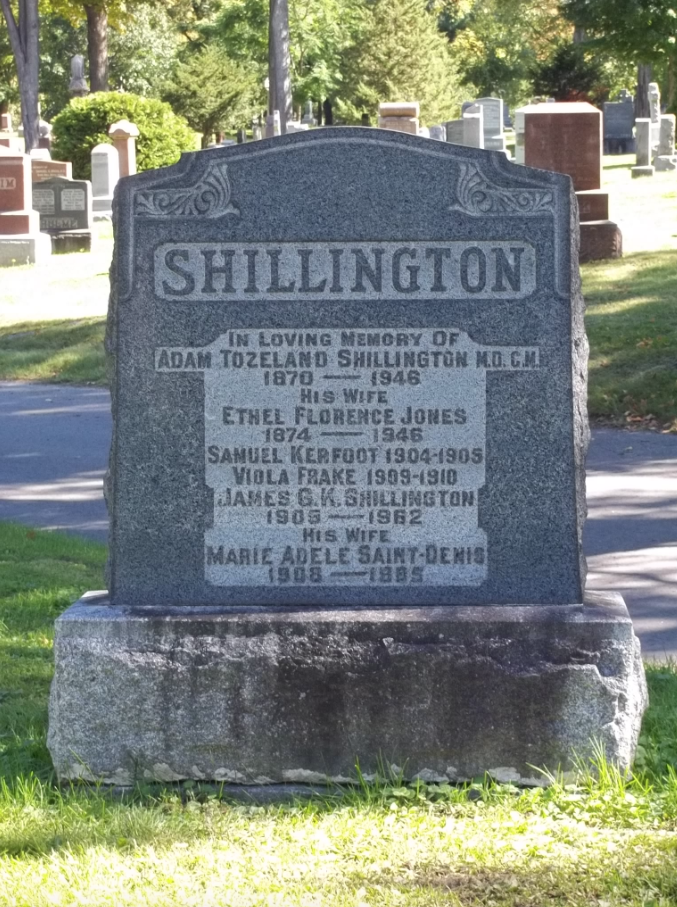 SHILLINGTON
IN LOVING MEMORY OF
ADAM TOZELAND SHILLINGTON M.D. C.M.
1870 — 1946
HIS WIFE
ETHEL FLORENCE JONES
1874 — 1946
SAMUEL KERFOOT 1904-1905
VIOLA FRAKE 1909-1910
JAMES G.K. SHILLINGTON
1905 — 1962
HIS WIFE
MARIE ADELE SAINT-DENIS
1908 — 1995